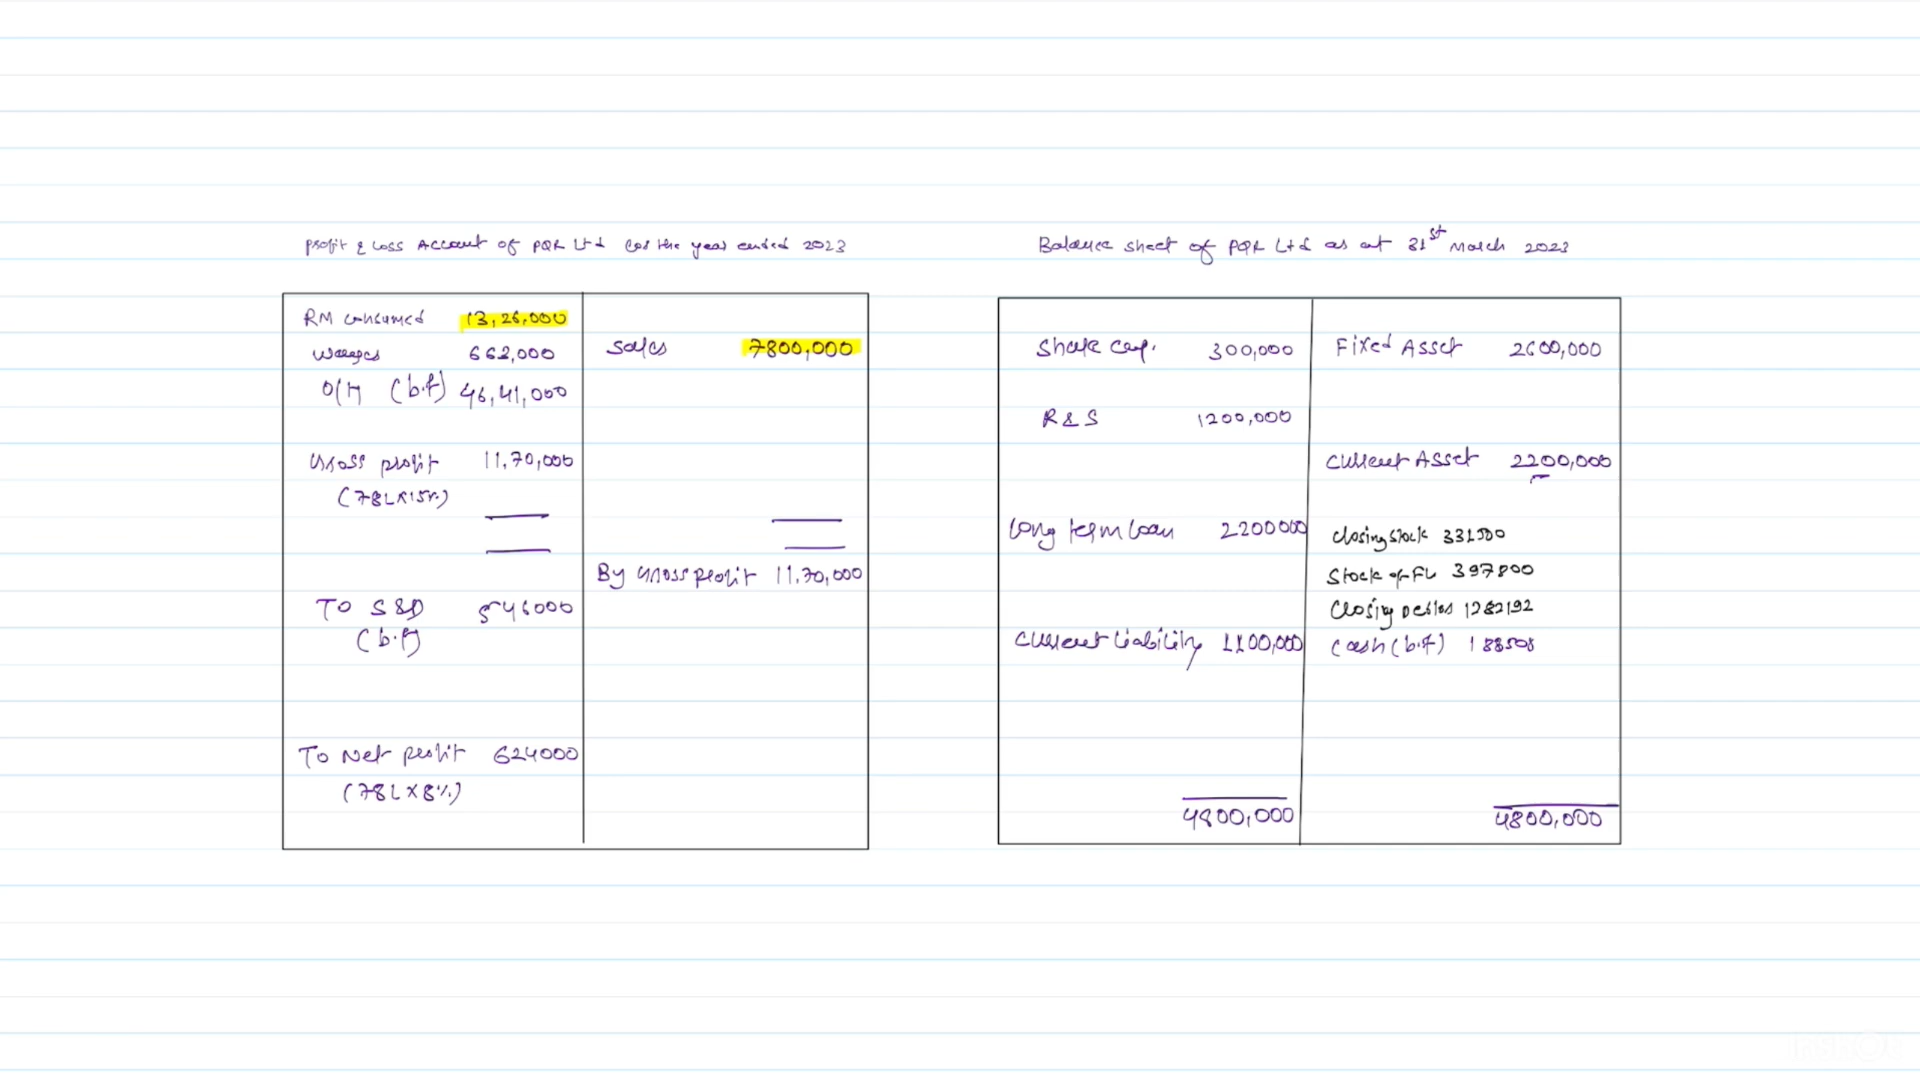 Profit & Loss Account of PQR Ltd for the year ended 2023
RM consumed 13,26,000
Wages 662,000
O/H (b.f) 46,41,000
Gross profit 11,70,000
(78L x 15%)
To S&D 546000
(b.f)
To Net profit 624000
(78L x 8%)
Sales 7800,000
By Gross profit 11,70,000
Balance sheet of PQR Ltd as at 31st March 2023
Share cap. 300,000
R&S 1200,000
Long term loan 2200000
Current liability 1100,000
4800,000
Fixed Asset 2600,000
Current Asset 2200,000
Closing stock 331500
Stock of FG 397800
Closing Debtors 1282192
Cash (b.f) 188508
4800,000